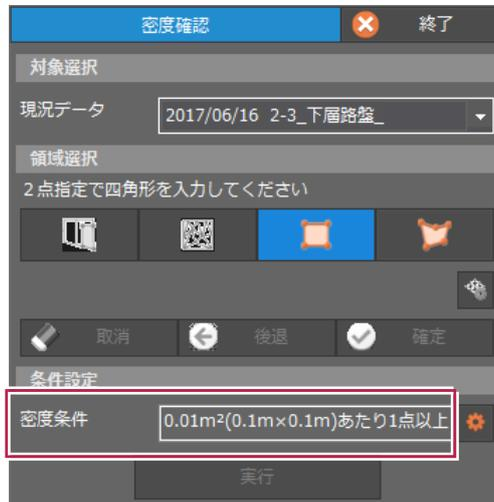 密度確認 終了
対象選択
現況データ 2017/06/16 2-3_下層路盤_
領域選択
2点指定で四角形を入力してください
取消 後退 確定
条件設定
密度条件 0.01m²(0.1m×0.1m)あたり1点以上
実行